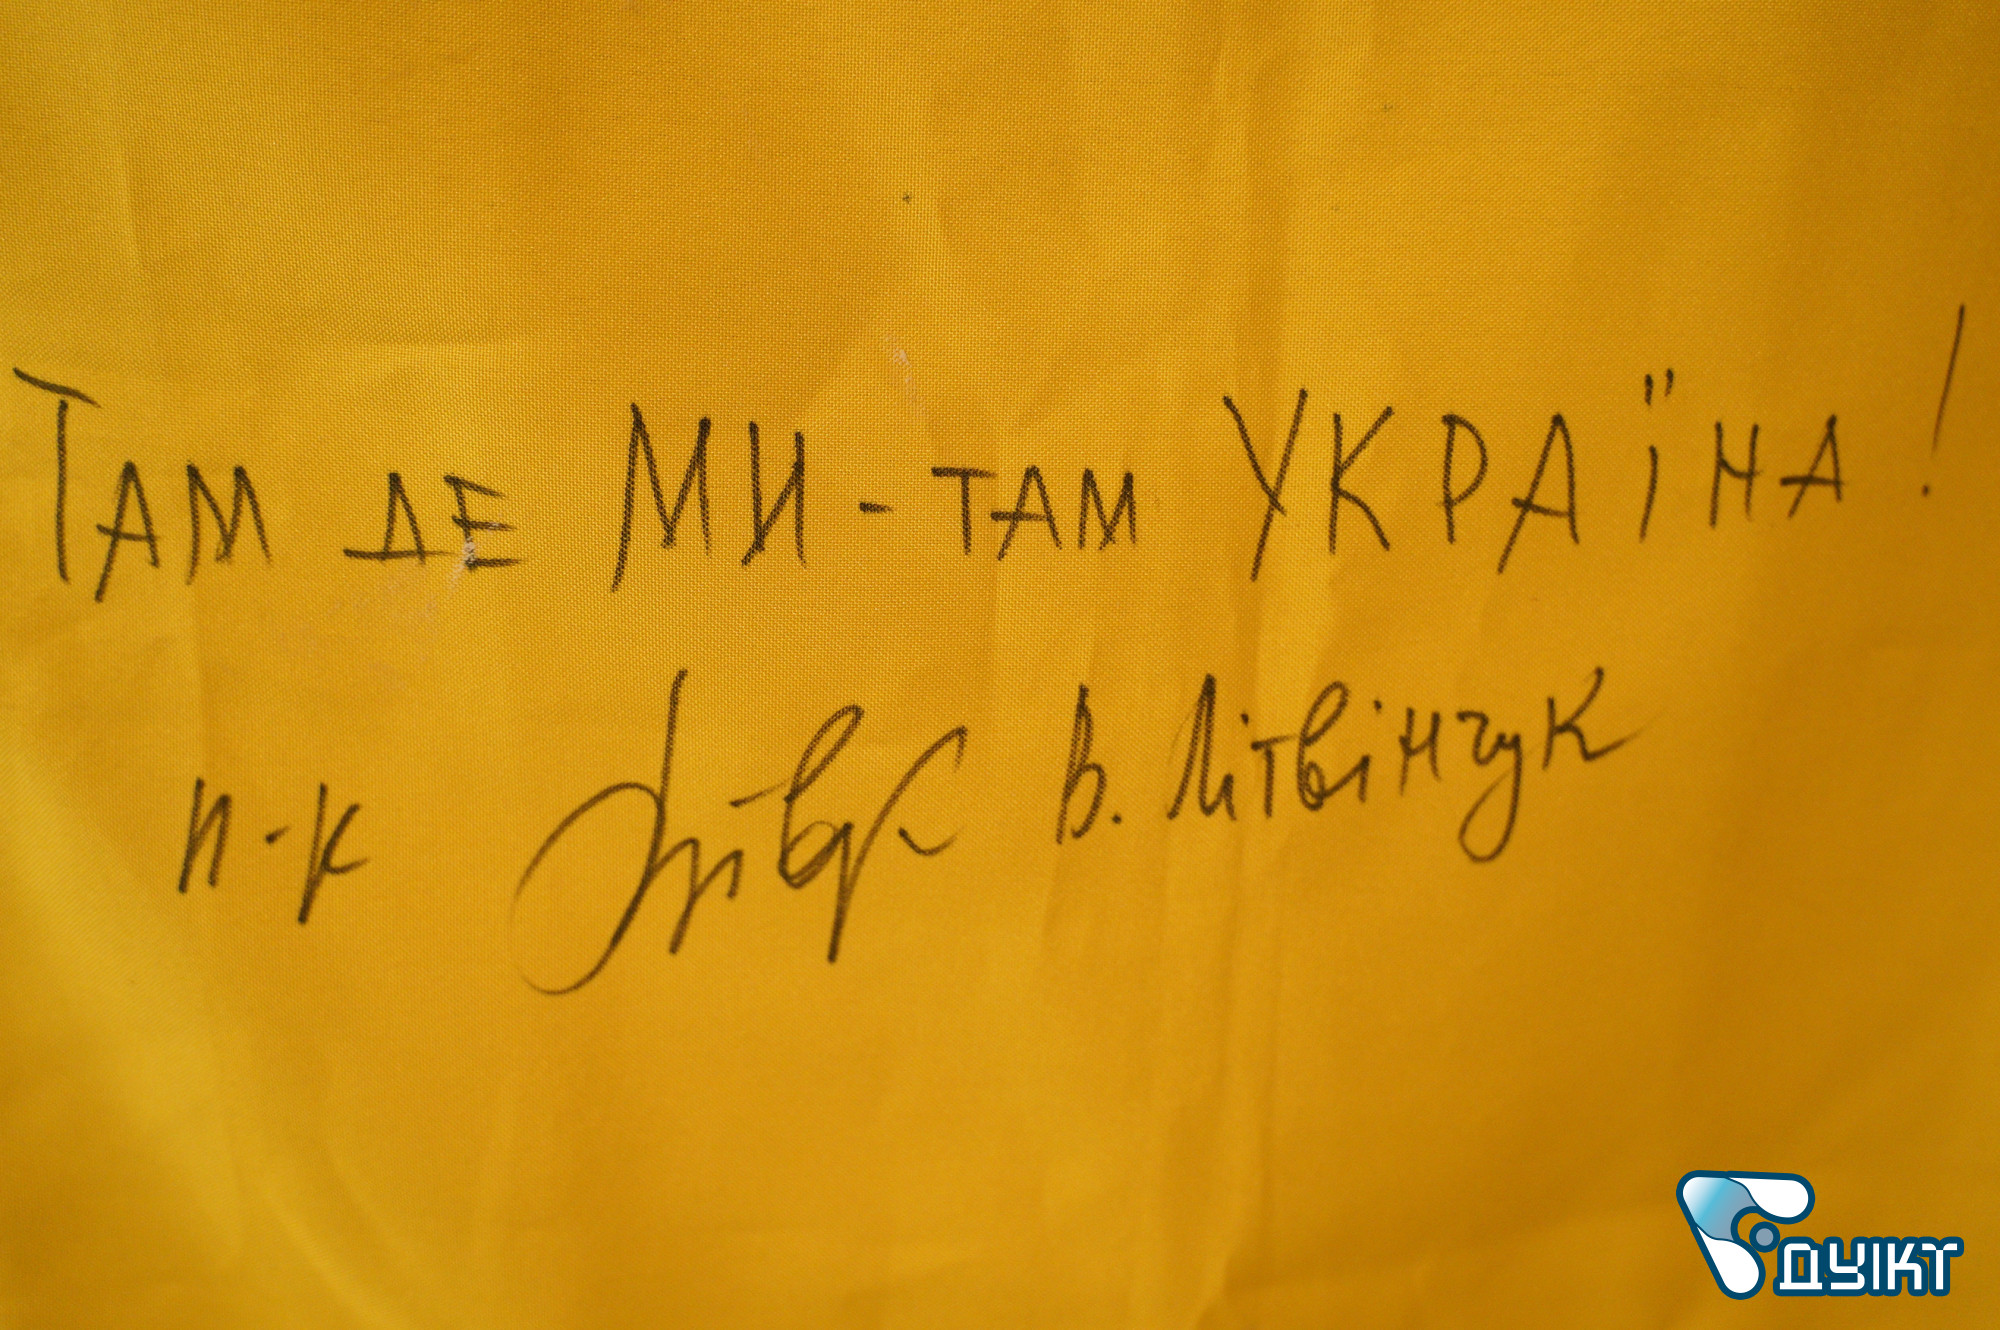 Там де МИ - там УКРАЇНА!
п-к В. Літвінчук
ДУІКТ